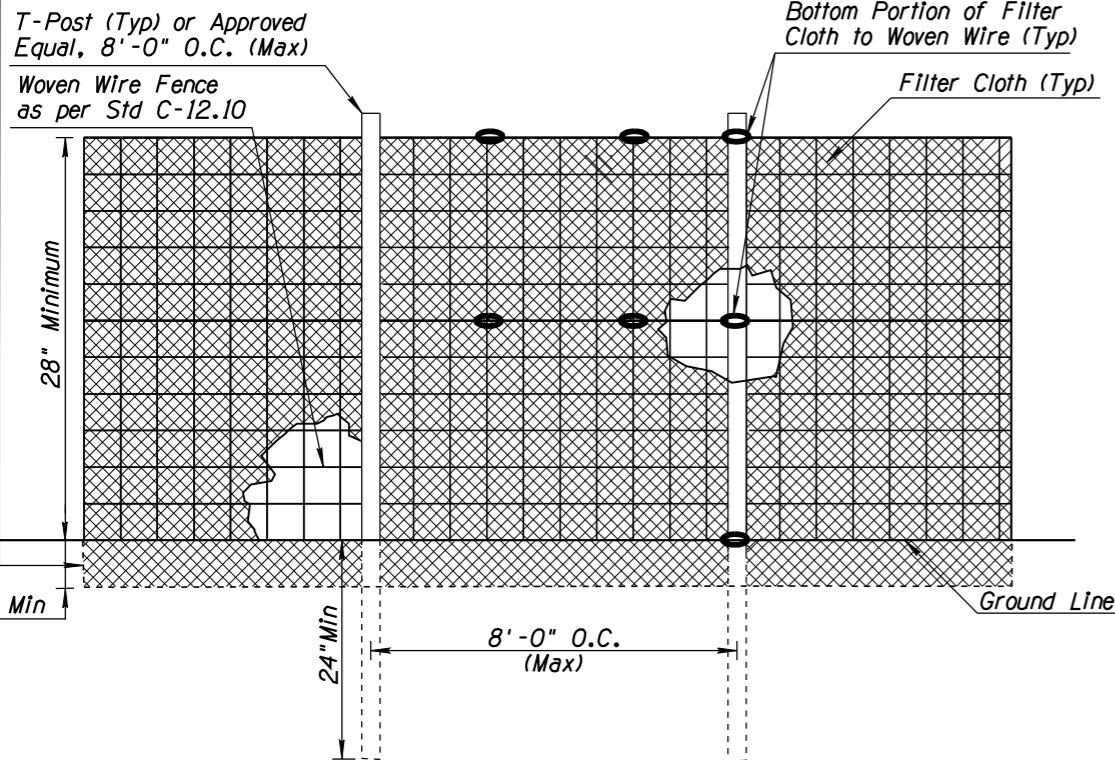 T-Post (Typ) or Approved
Equal, 8'-0" O.C. (Max)
Woven Wire Fence
as per Std C-12.10
Bottom Portion of Filter
Cloth to Woven Wire (Typ)
Filter Cloth (Typ)
28" Minimum
Min
24"Min
8'-0" O.C.
(Max)
Ground Line